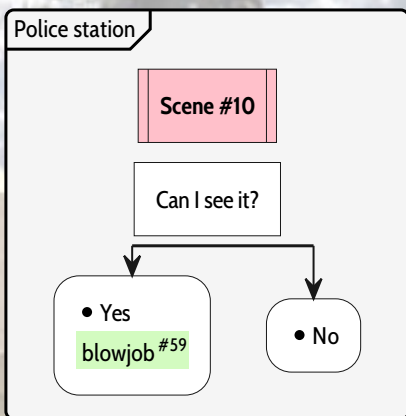 Police station
Scene #10
Can I see it?
• Yes
blowjob #59
• No